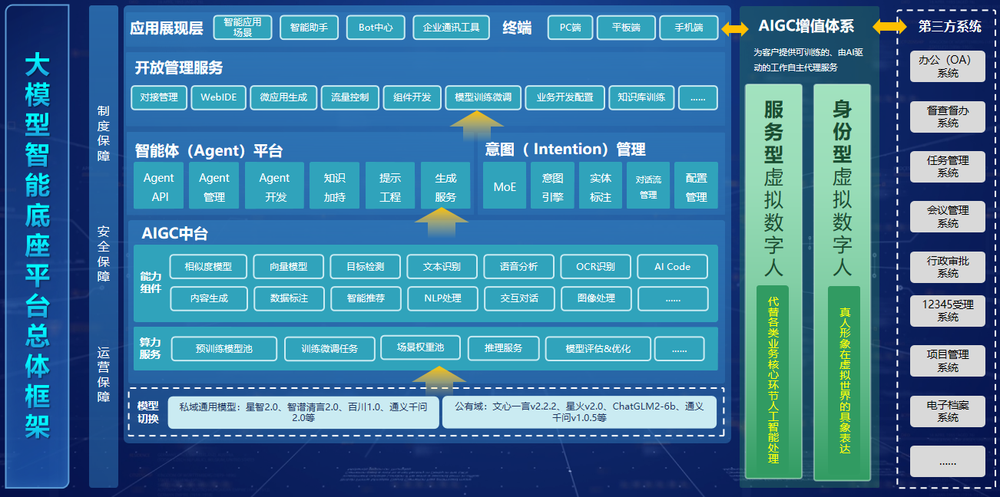 大模型智能底座平台总体框架
制度保障
安全保障
运营保障
应用展现层
智能应用
场景
智能助手
Bot中心
企业通讯工具
终端
PC端
平板端
手机端
开放管理服务
对接管理
WebIDE
微应用生成
流量控制
组件开发
模型训练微调
业务开发配置
知识库训练
......
智能体（Agent）平台
Agent
API
Agent
管理
Agent
开发
知识
加持
提示
工程
生成
服务
意图（ Intention）管理
MoE
意图
引擎
实体
标注
对话流
管理
配置
管理
AIGC中台
能力
组件
相似度模型
向量模型
目标检测
文本识别
语音分析
OCR识别
AI Code
内容生成
数据标注
智能推荐
NLP处理
交互对话
图像处理
......
算力
服务
预训练模型池
训练微调任务
场景权重池
推理服务
模型评估&优化
......
模型
切换
私域通用模型：星智2.0、智谱清言2.0、百川1.0、通义千问
2.0等
公有域：文心一言v2.2.2、星火v2.0、ChatGLM2-6b、通义
千问v1.0.5等
AIGC增值体系
为客户提供可训练的、由AI驱
动的工作自主代理服务
服务型虚拟数字人
代替各类业务核心环节人工智能处理
身份型虚拟数字人
真人形象在虚拟世界的具象表达
第三方系统
办公（OA）
系统
督查督办
系统
任务管理
系统
会议管理
系统
行政审批
系统
12345受理
系统
项目管理
系统
电子档案
系统
......